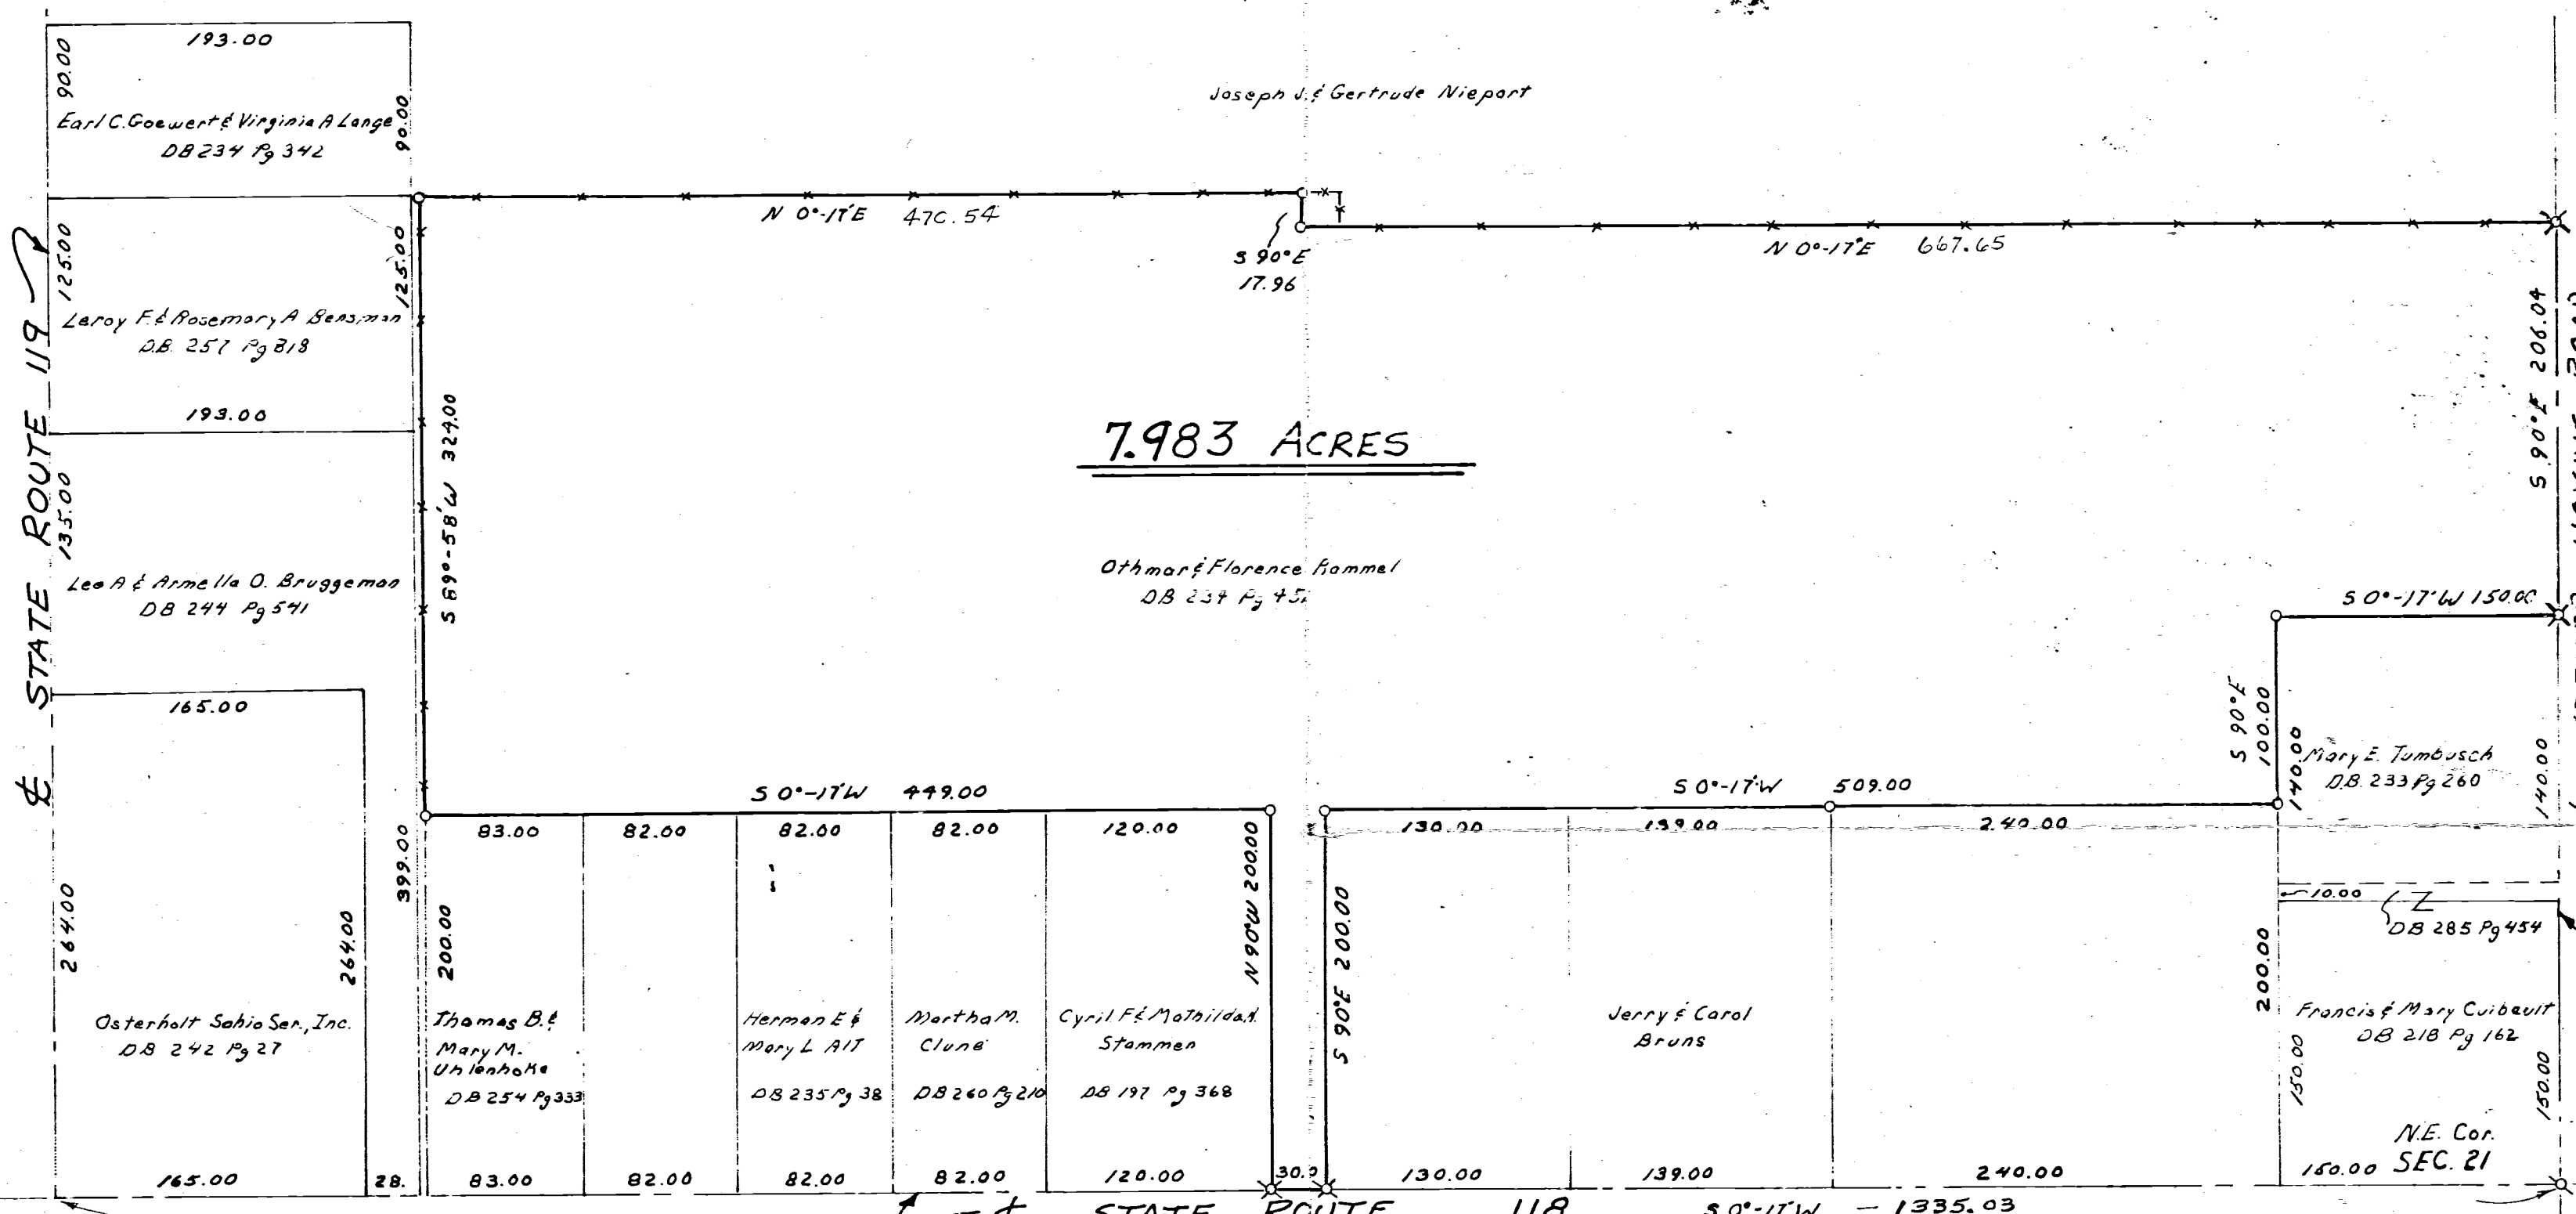 193.00
90.00
90.00
Earl C. Goewert & Virginia A Lange
DB 234 Pg 342
Joseph J. & Gertrude Niepart
N 0°-17'E 470.54
S 90°E
17.96
N 0°-17'E 667.65
125.00
125.00
Leroy F. & Rosemary A Bensman
D.B. 257 Pg 818
193.00
℄ STATE ROUTE 119
S 89°-58'W 324.00
S 90°E 206.04
7.983 ACRES
135.00
Leo A & Armella O. Bruggeman
DB 244 Pg 541
Othmar & Florence Rammel
DB 234 Pg
S 0°-17'W 150.00
165.00
S 90°E
100.00
140.00
Mary E. Tumbusch
D.B. 233 Pg 260
140.00
S 0°-17'W 449.00
S 0°-17'W 509.00
83.00 82.00 82.00 82.00 120.00
130.00 139.00 240.00
399.00
264.00
264.00
200.00
N 90°W 200.00
S 90°E 200.00
10.00
DB 285 Pg 454
200.00
Osterholt Sohio Ser., Inc.
DB 242 Pg 27
Thomas B. &
Mary M.
Uhlenhake
DB 254 Pg 333
Herman E &
Mary L Alt
DB 235 Pg 38
Martha M.
Clune
DB 260 Pg 210
Cyril F & Mathilda H.
Stammen
DB 197 Pg 368
Jerry & Carol
Bruns
Francis & Mary Cuibault
DB 218 Pg 162
150.00
150.00
N.E. Cor.
SEC. 21
165.00 28. 83.00 82.00 82.00 82.00 120.00 30.0 130.00 139.00 240.00 150.00
STATE ROUTE 118 S 0°-17'W - 1335.03